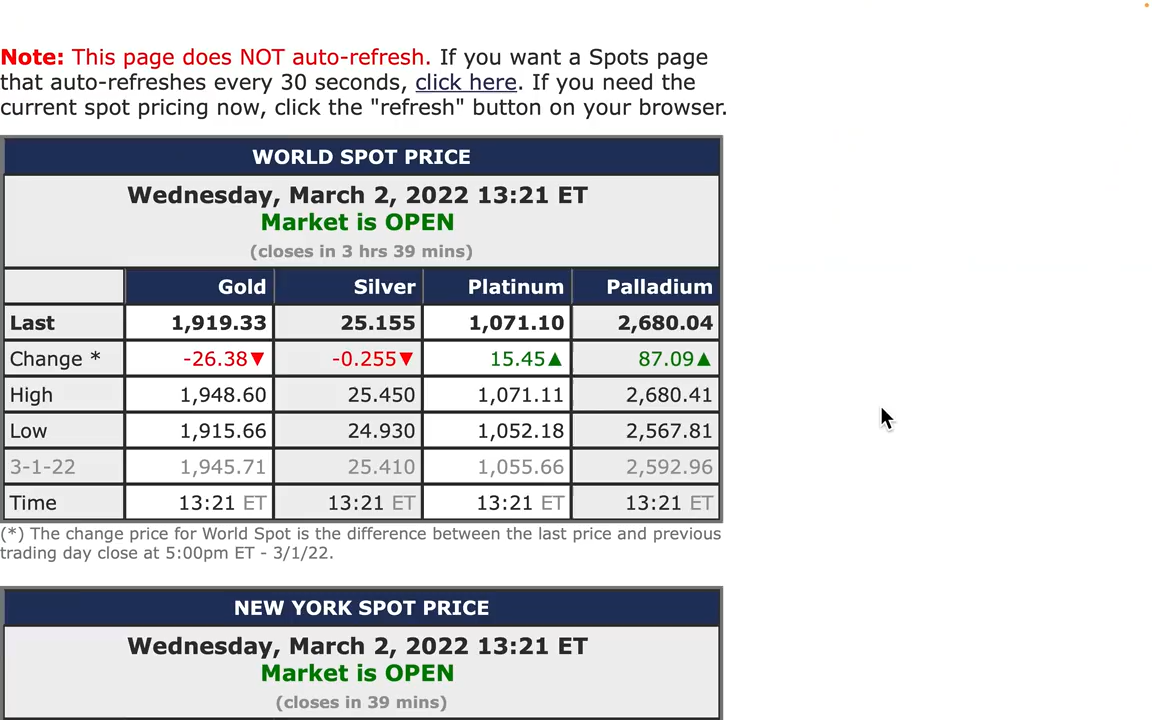 Note: This page does NOT auto-refresh. If you want a Spots page
that auto-refreshes every 30 seconds, click here. If you need the
current spot pricing now, click the "refresh" button on your browser.
WORLD SPOT PRICE
Wednesday, March 2, 2022 13:21 ET
Market is OPEN
(closes in 3 hrs 39 mins)
Gold Silver Platinum Palladium
Last 1,919.33 25.155 1,071.10 2,680.04
Change * -26.38▼ -0.255▼ 15.45▲ 87.09▲
High 1,948.60 25.450 1,071.11 2,680.41
Low 1,915.66 24.930 1,052.18 2,567.81
3-1-22 1,945.71 25.410 1,055.66 2,592.96
Time 13:21 ET 13:21 ET 13:21 ET 13:21 ET
(*) The change price for World Spot is the difference between the last price and previous
trading day close at 5:00pm ET - 3/1/22.
NEW YORK SPOT PRICE
Wednesday, March 2, 2022 13:21 ET
Market is OPEN
(closes in 39 mins)